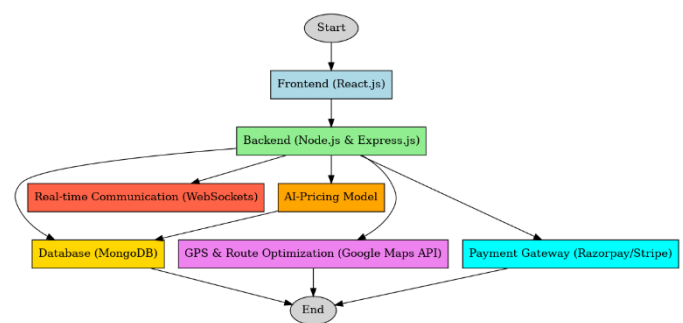 Start
Frontend (React.js)
Backend (Node.js & Express.js)
Real-time Communication (WebSockets)
AI-Pricing Model
Database (MongoDB)
GPS & Route Optimization (Google Maps API)
Payment Gateway (Razorpay/Stripe)
End